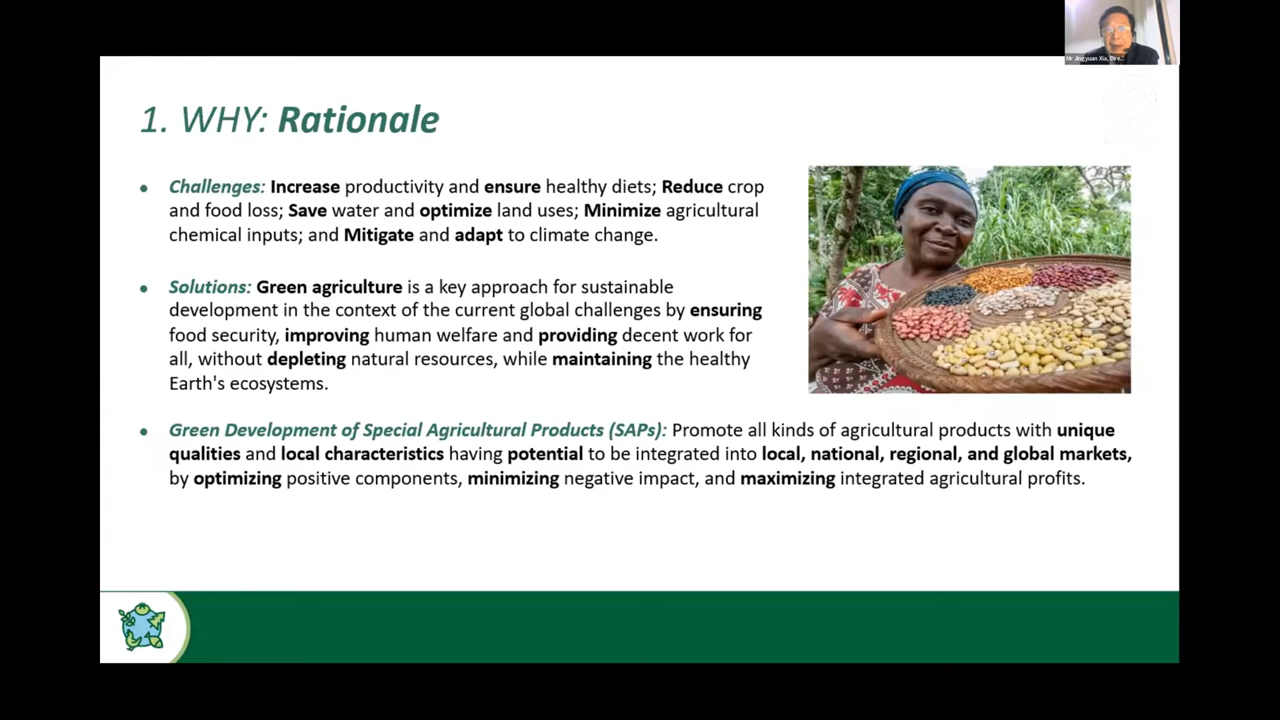 Mr Jingyuan Xia, Dire...
1. WHY: Rationale
• Challenges: Increase productivity and ensure healthy diets; Reduce crop
and food loss; Save water and optimize land uses; Minimize agricultural
chemical inputs; and Mitigate and adapt to climate change.
• Solutions: Green agriculture is a key approach for sustainable
development in the context of the current global challenges by ensuring
food security, improving human welfare and providing decent work for
all, without depleting natural resources, while maintaining the healthy
Earth's ecosystems.
• Green Development of Special Agricultural Products (SAPs): Promote all kinds of agricultural products with unique
qualities and local characteristics having potential to be integrated into local, national, regional, and global markets,
by optimizing positive components, minimizing negative impact, and maximizing integrated agricultural profits.